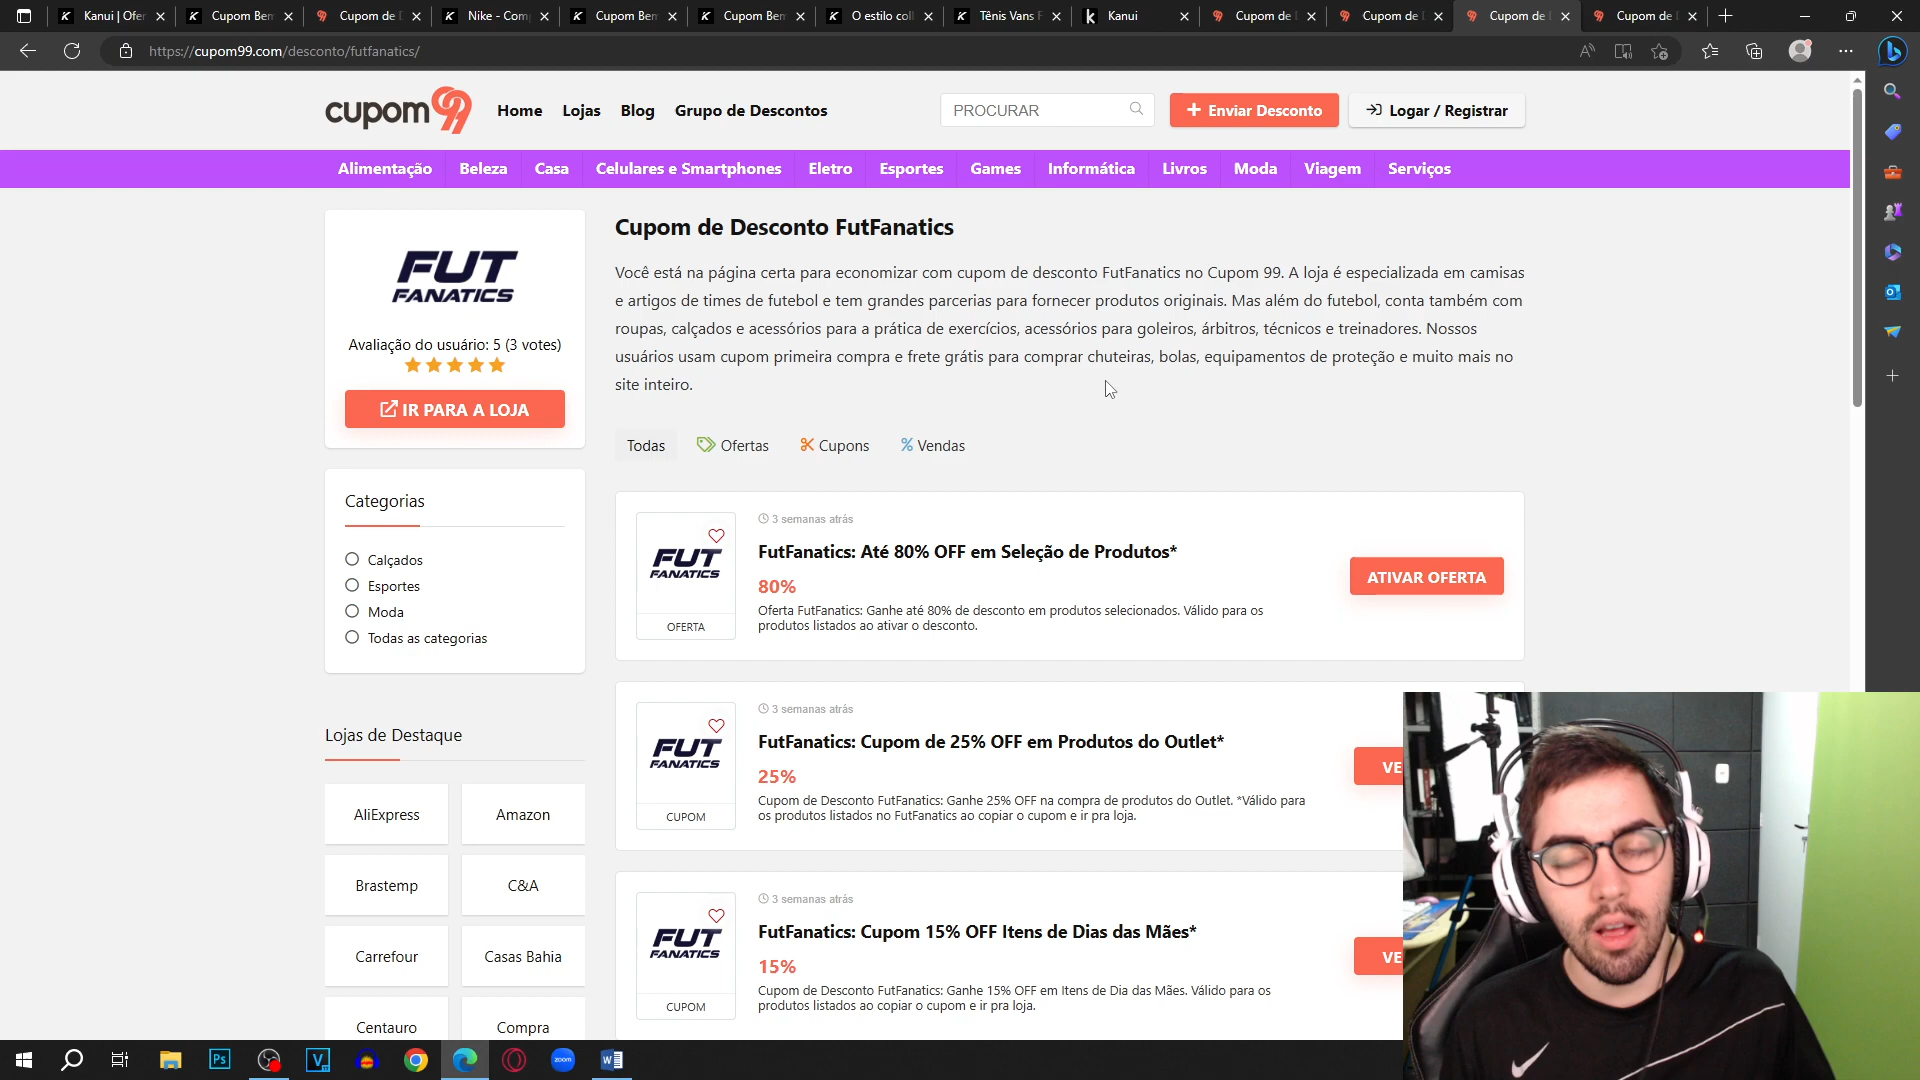 Kanui | Ofer
Cupom Ben
Cupom de
Nike - Com
Cupom Ben
Cupom Ben
O estilo col
Tênis Vans
Kanui
Cupom de
Cupom de
Cupom de
Cupom de
https://cupom99.com/desconto/futfanatics/
cupom99
Home
Lojas
Blog
Grupo de Descontos
PROCURAR
+ Enviar Desconto
Logar / Registrar
Alimentação
Beleza
Casa
Celulares e Smartphones
Eletro
Esportes
Games
Informática
Livros
Moda
Viagem
Serviços
FUT
FANATICS
Avaliação do usuário: 5 (3 votes)
IR PARA A LOJA
Categorias
Calçados
Esportes
Moda
Todas as categorias
Lojas de Destaque
AliExpress
Amazon
Brastemp
C&A
Carrefour
Casas Bahia
Centauro
Compra
Cupom de Desconto FutFanatics
Você está na página certa para economizar com cupom de desconto FutFanatics no Cupom 99. A loja é especializada em camisas
e artigos de times de futebol e tem grandes parcerias para fornecer produtos originais. Mas além do futebol, conta também com
roupas, calçados e acessórios para a prática de exercícios, acessórios para goleiros, árbitros, técnicos e treinadores. Nossos
usuários usam cupom primeira compra e frete grátis para comprar chuteiras, bolas, equipamentos de proteção e muito mais no
site inteiro.
Todas
Ofertas
Cupons
% Vendas
FUT
FANATICS
OFERTA
3 semanas atrás
FutFanatics: Até 80% OFF em Seleção de Produtos*
80%
Oferta FutFanatics: Ganhe até 80% de desconto em produtos selecionados. Válido para os
produtos listados ao ativar o desconto.
ATIVAR OFERTA
FUT
FANATICS
CUPOM
3 semanas atrás
FutFanatics: Cupom de 25% OFF em Produtos do Outlet*
25%
Cupom de Desconto FutFanatics: Ganhe 25% OFF na compra de produtos do Outlet. *Válido para
os produtos listados no FutFanatics ao copiar o cupom e ir pra loja.
VE
FUT
FANATICS
CUPOM
3 semanas atrás
FutFanatics: Cupom 15% OFF Itens de Dias das Mães*
15%
Cupom de Desconto FutFanatics: Ganhe 15% OFF em Itens de Dia das Mães. Válido para os
produtos listados ao copiar o cupom e ir pra loja.
VE
Ps
V
zoom
W